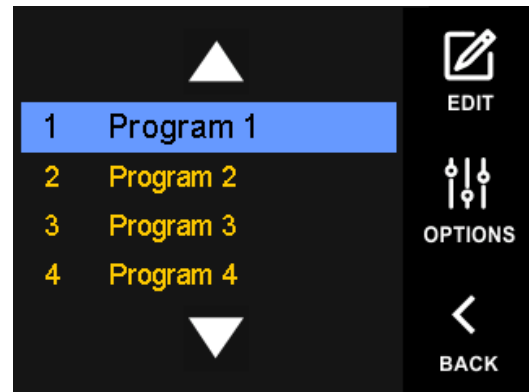 1 Program 1
2 Program 2
3 Program 3
4 Program 4
EDIT
OPTIONS
BACK